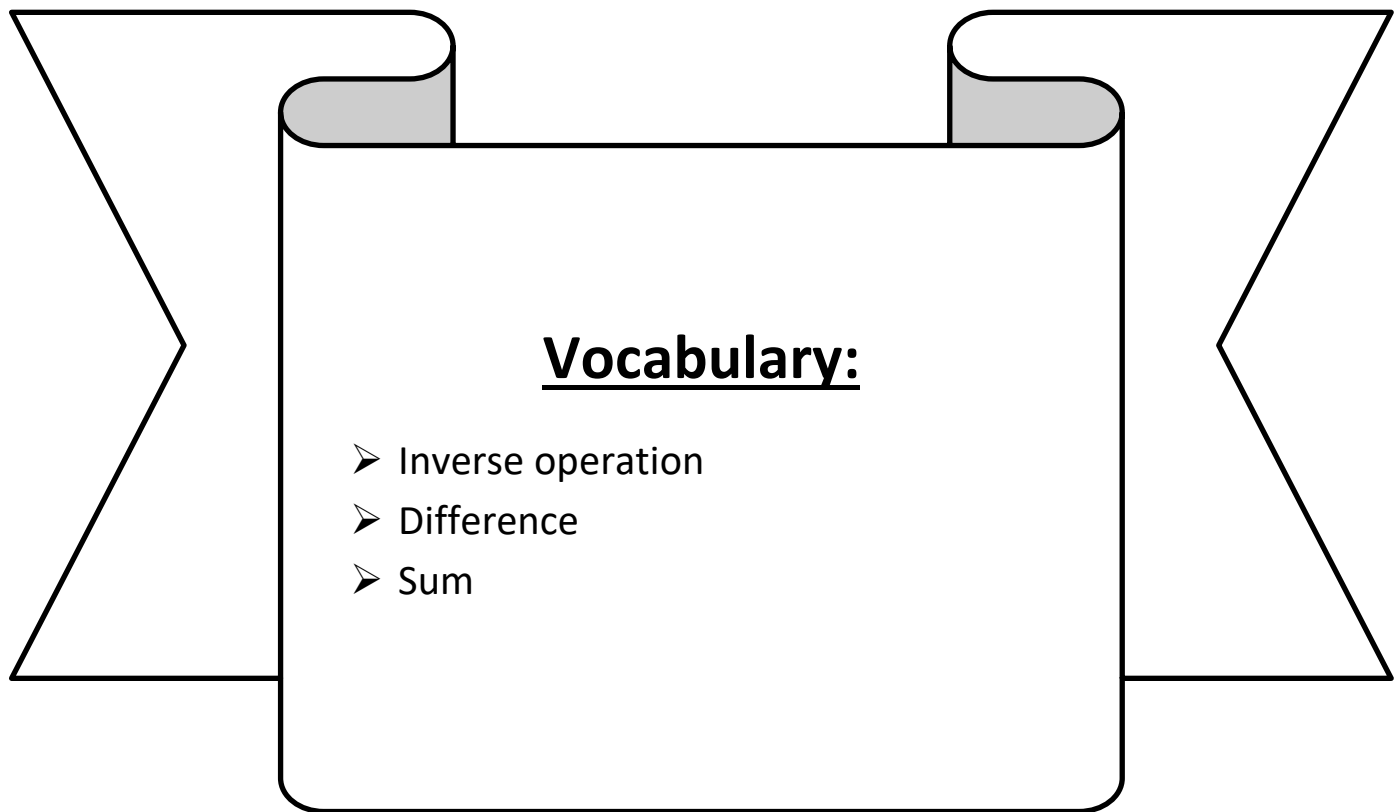 Vocabulary:
➢ Inverse operation
➢ Difference
➢ Sum